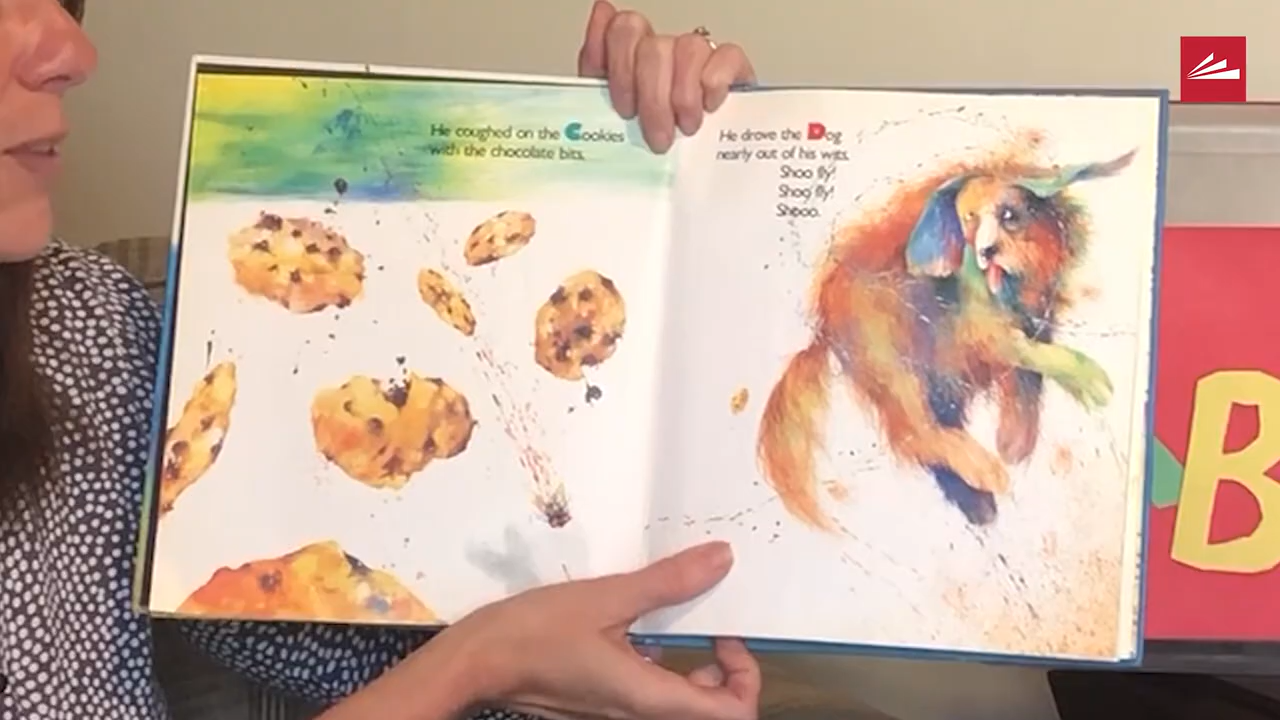 He coughed on the Cookies
with the chocolate bits.
He drove the Dog
nearly out of his wits.
Shoo fly!
Shoo fly!
Shooo.
B